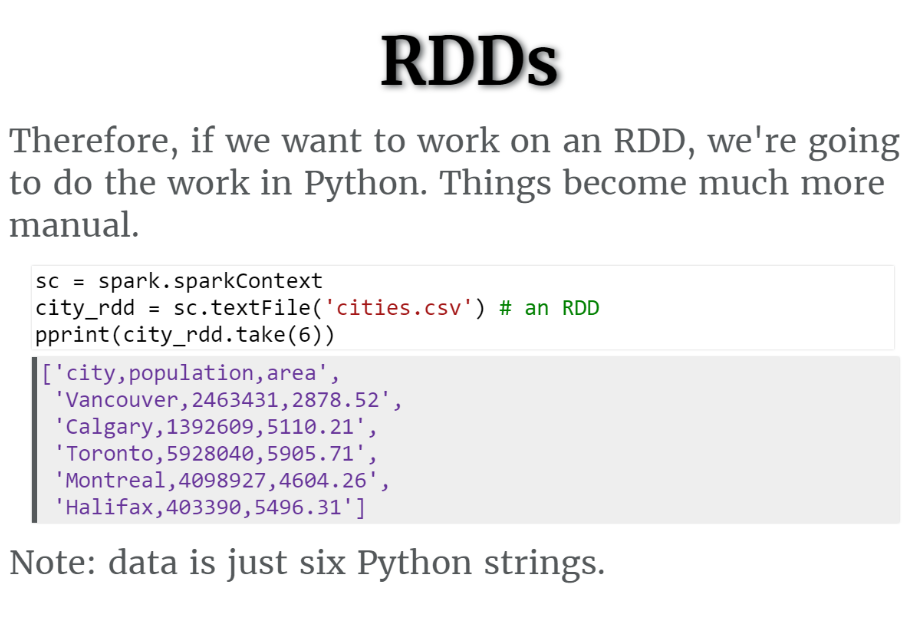 RDDs
Therefore, if we want to work on an RDD, we're going
to do the work in Python. Things become much more
manual.
sc = spark.sparkContext
city_rdd = sc.textFile('cities.csv') # an RDD
pprint(city_rdd.take(6))
['city,population,area',
 'Vancouver,2463431,2878.52',
 'Calgary,1392609,5110.21',
 'Toronto,5928040,5905.71',
 'Montreal,4098927,4604.26',
 'Halifax,403390,5496.31']
Note: data is just six Python strings.